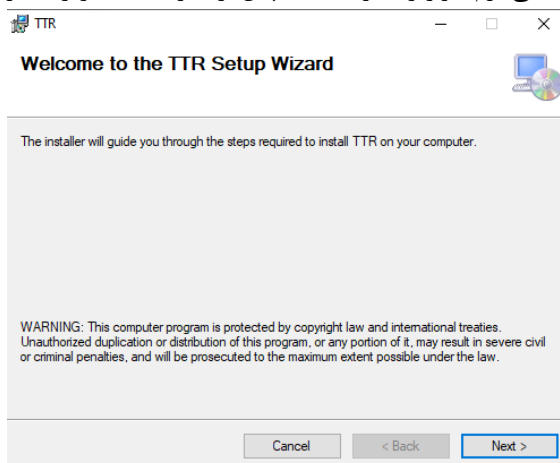 TTR
Welcome to the TTR Setup Wizard
The installer will guide you through the steps required to install TTR on your computer.
WARNING: This computer program is protected by copyright law and international treaties.
Unauthorized duplication or distribution of this program, or any portion of it, may result in severe civil
or criminal penalties, and will be prosecuted to the maximum extent possible under the law.
Cancel
< Back
Next >